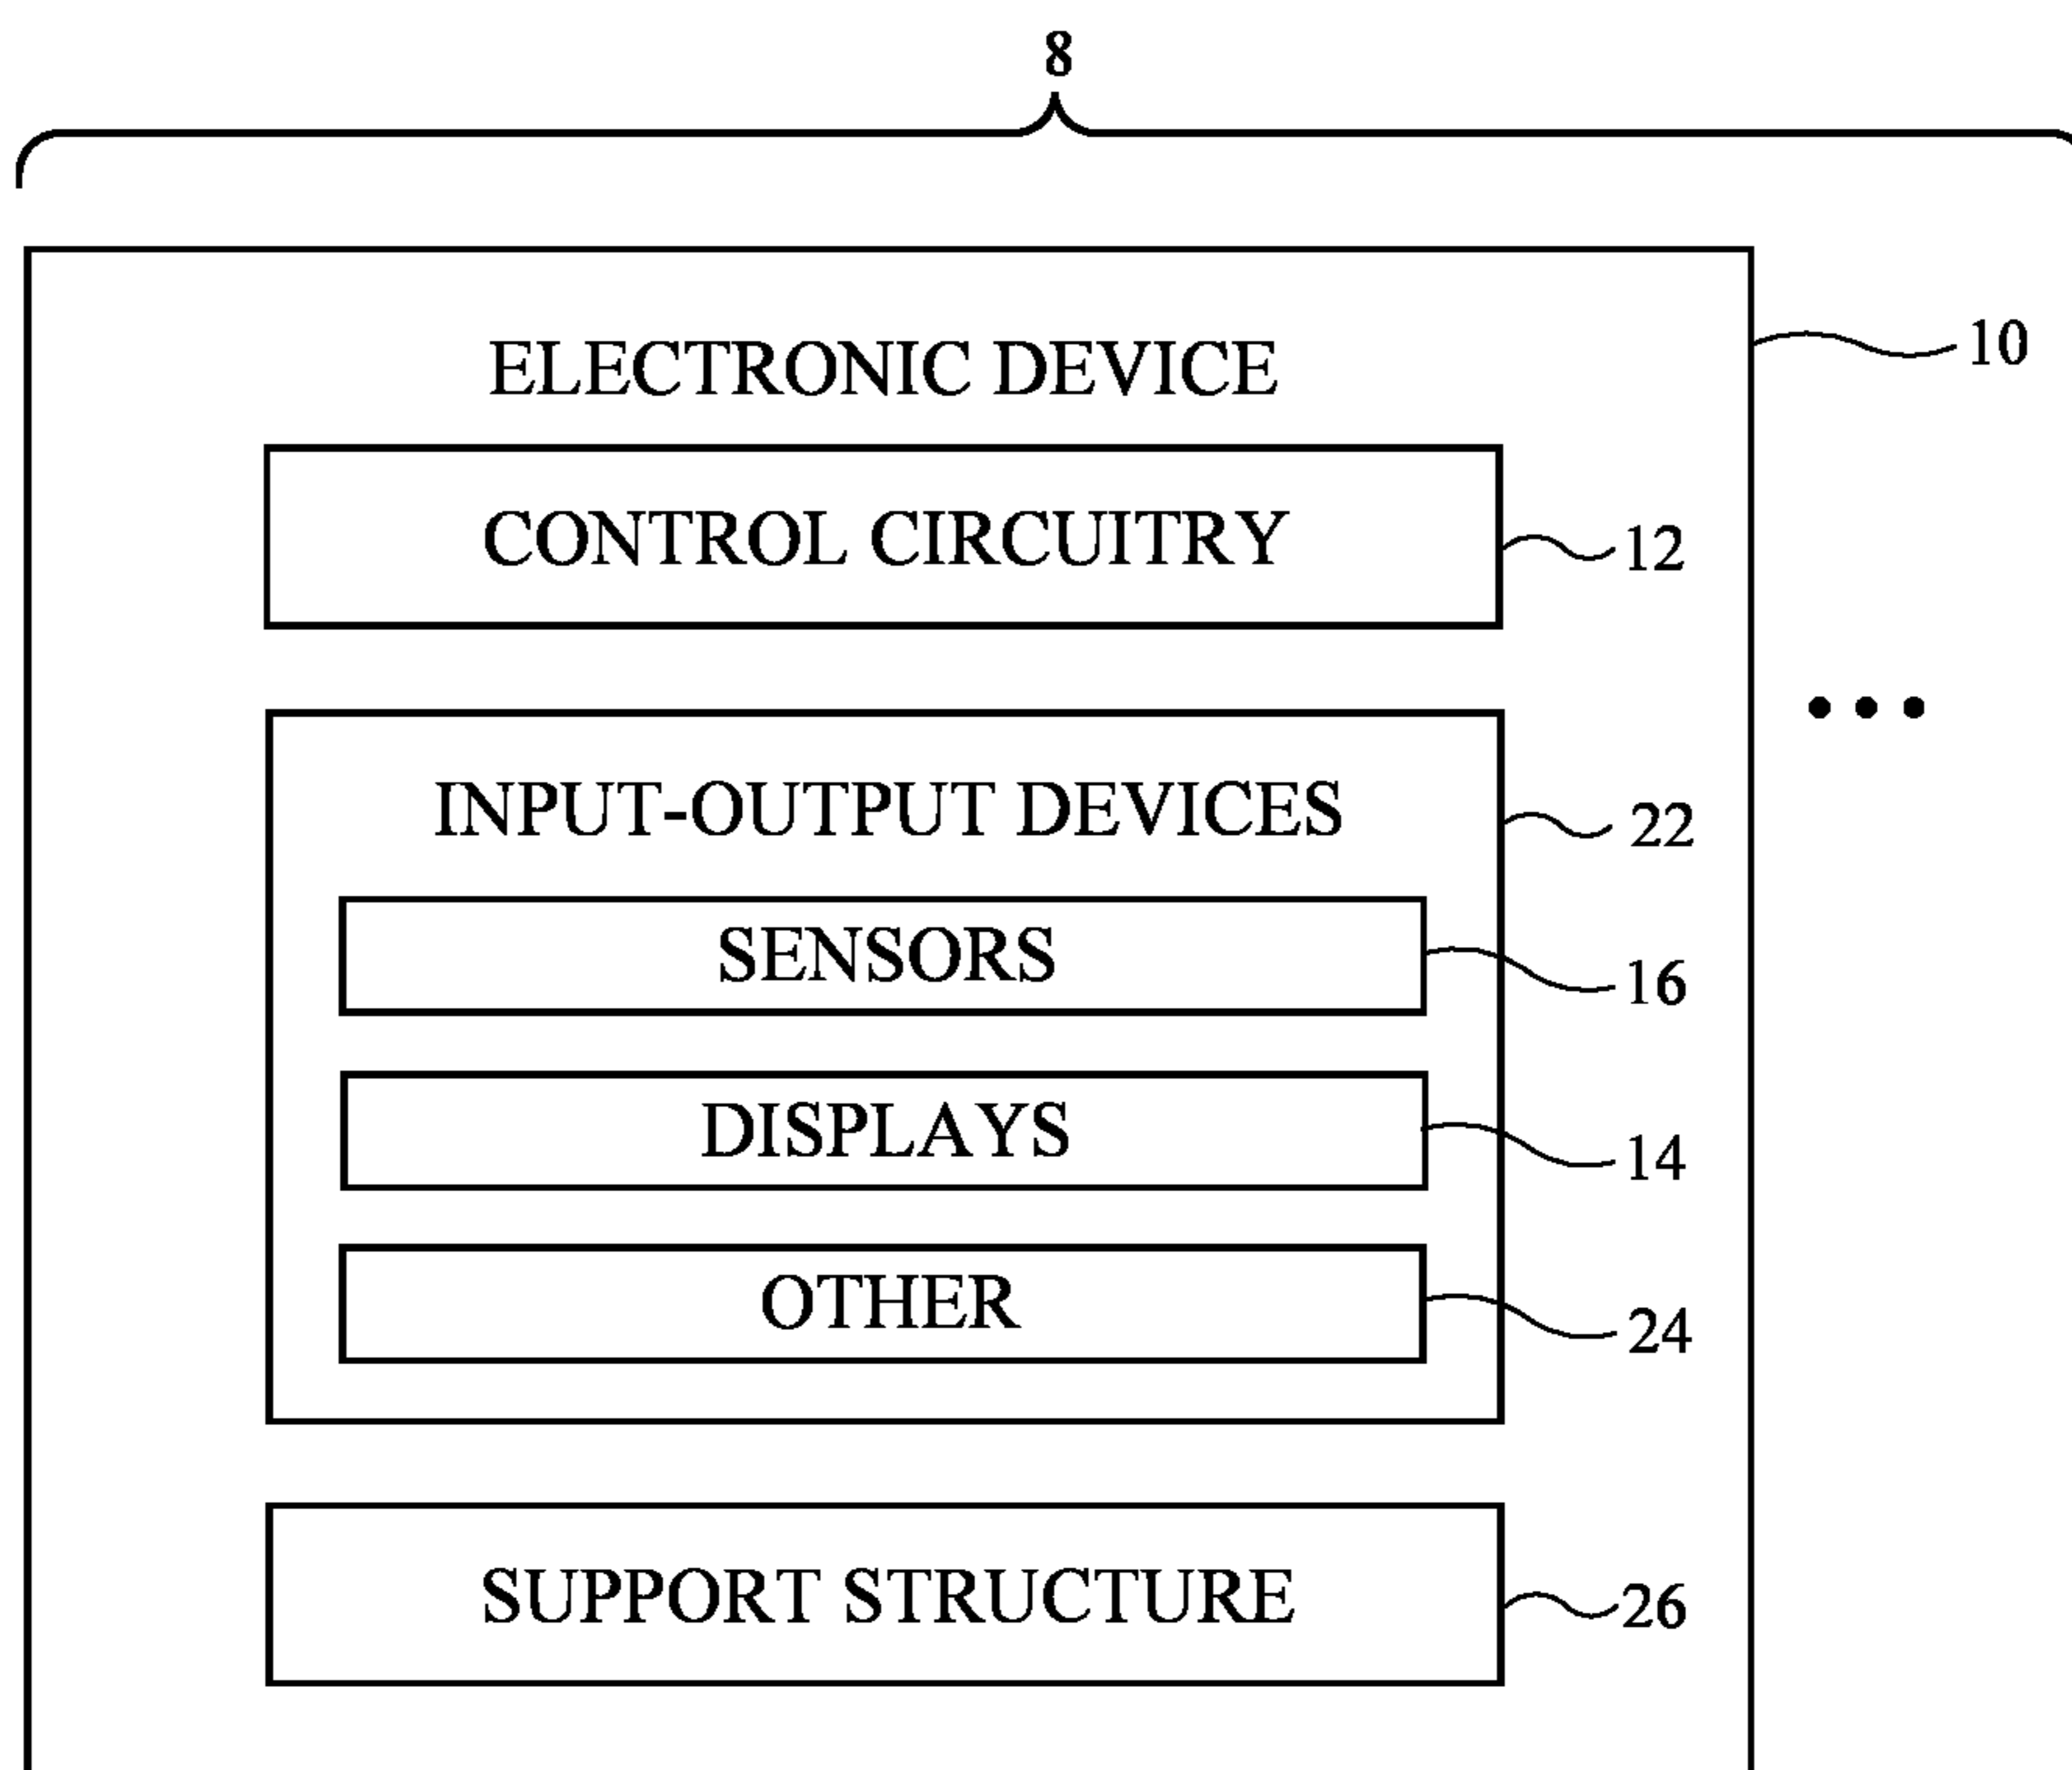 8
ELECTRONIC DEVICE
10
CONTROL CIRCUITRY
12
INPUT-OUTPUT DEVICES
22
SENSORS
16
DISPLAYS
14
OTHER
24
SUPPORT STRUCTURE
26